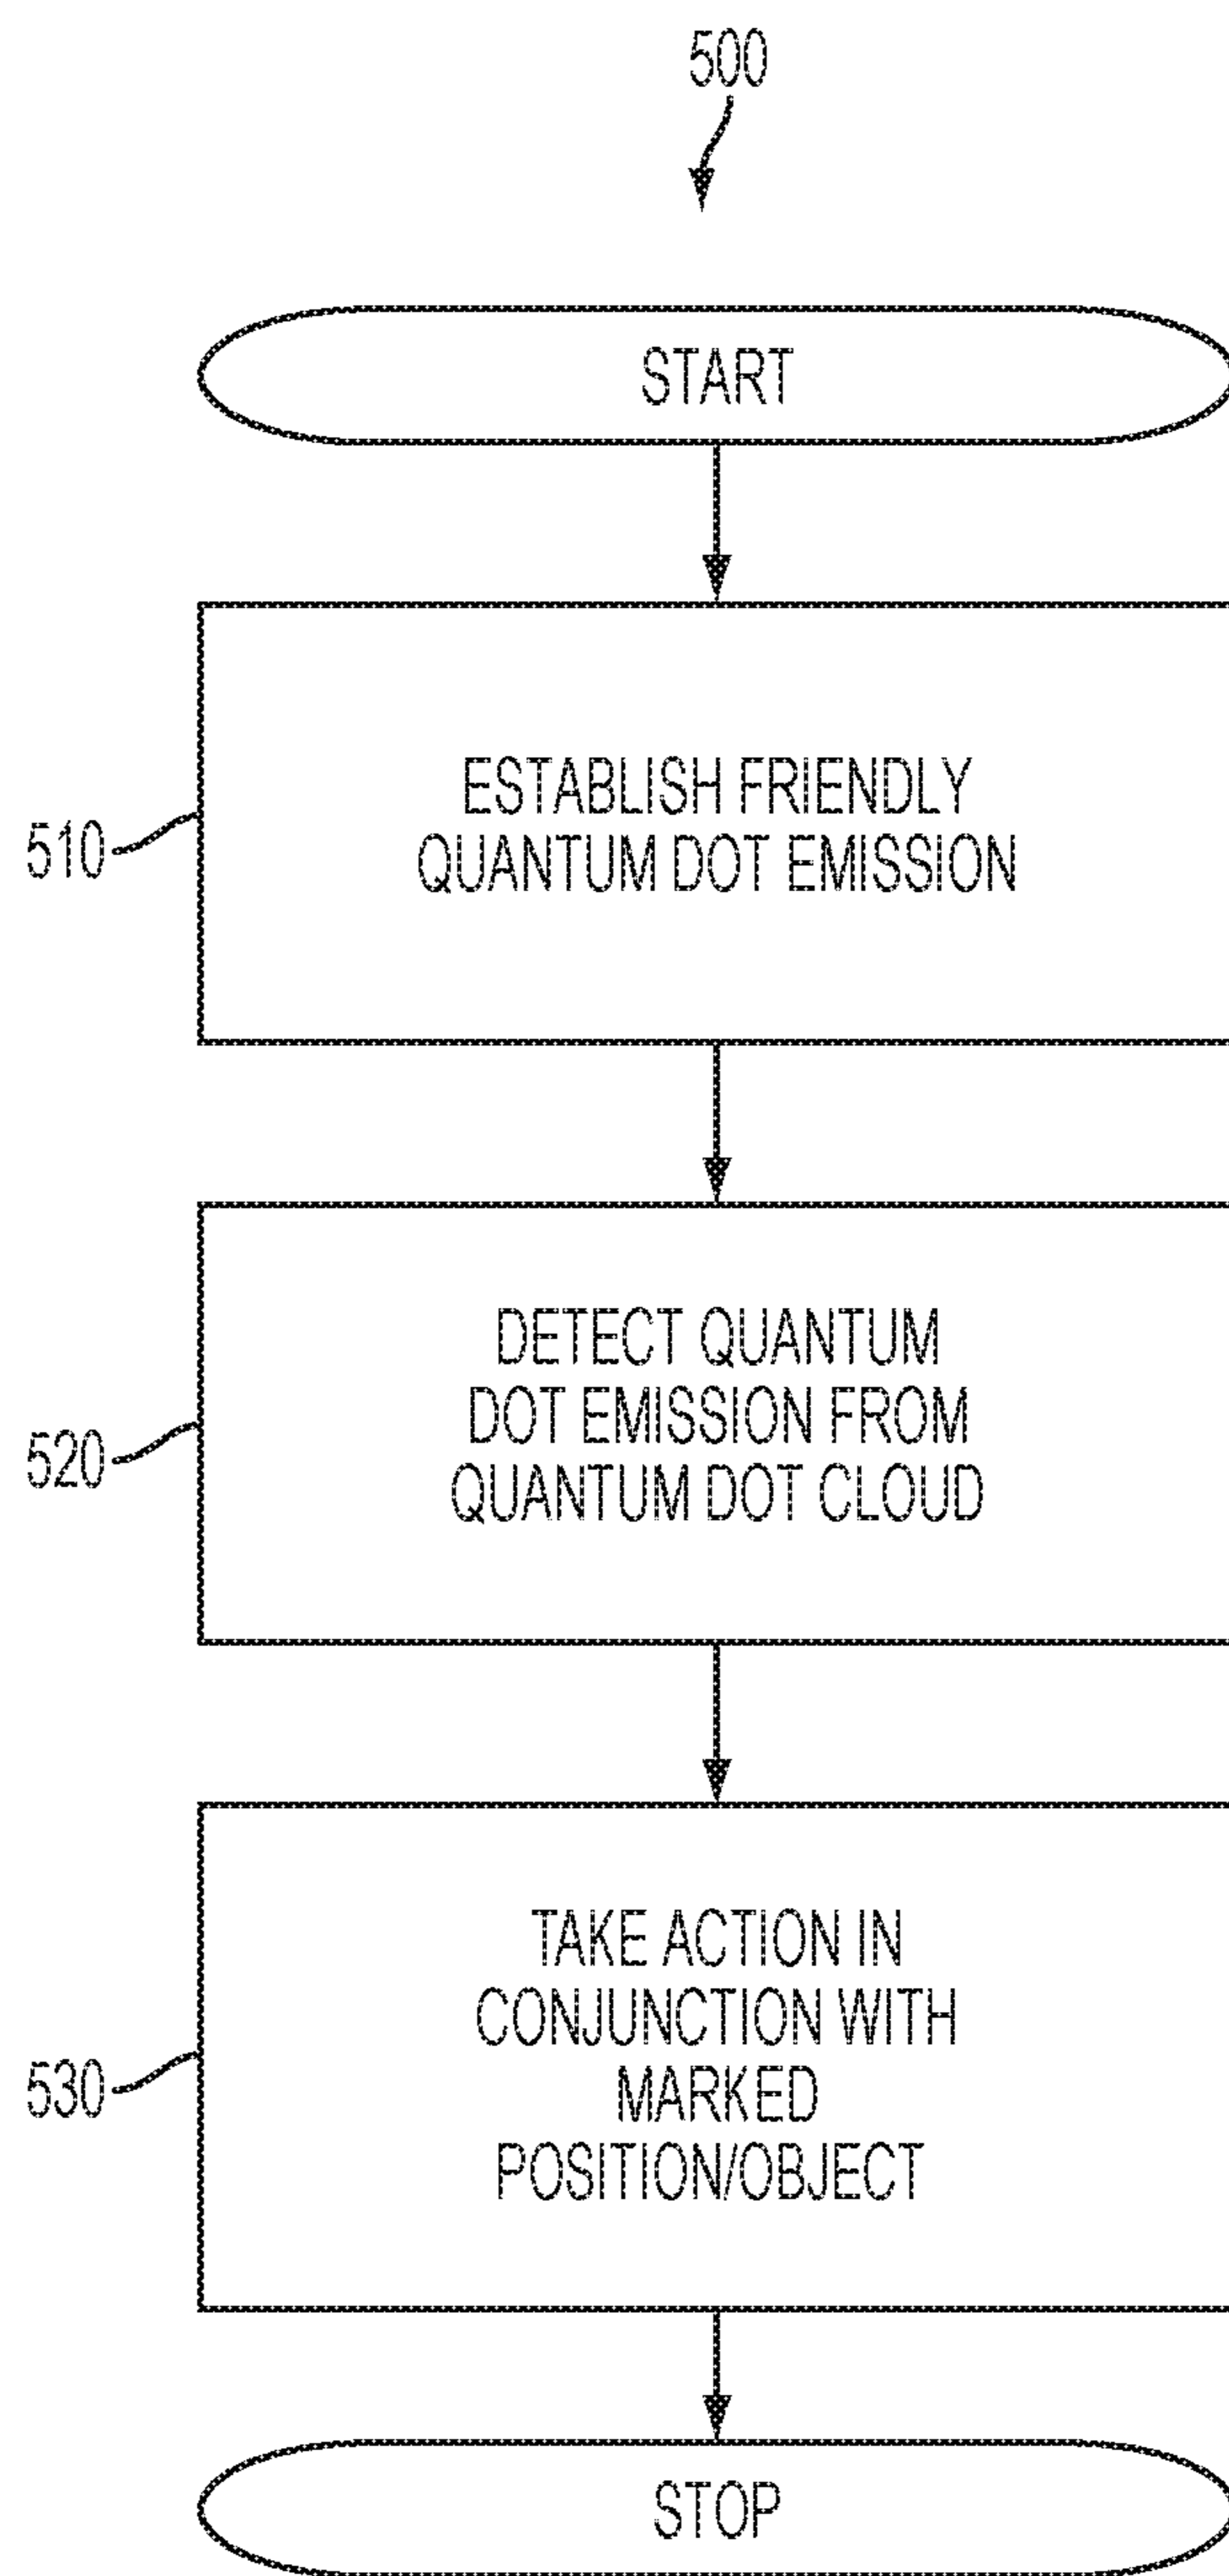 500
START
510
ESTABLISH FRIENDLY
QUANTUM DOT EMISSION
520
DETECT QUANTUM
DOT EMISSION FROM
QUANTUM DOT CLOUD
530
TAKE ACTION IN
CONJUNCTION WITH
MARKED
POSITION/OBJECT
STOP